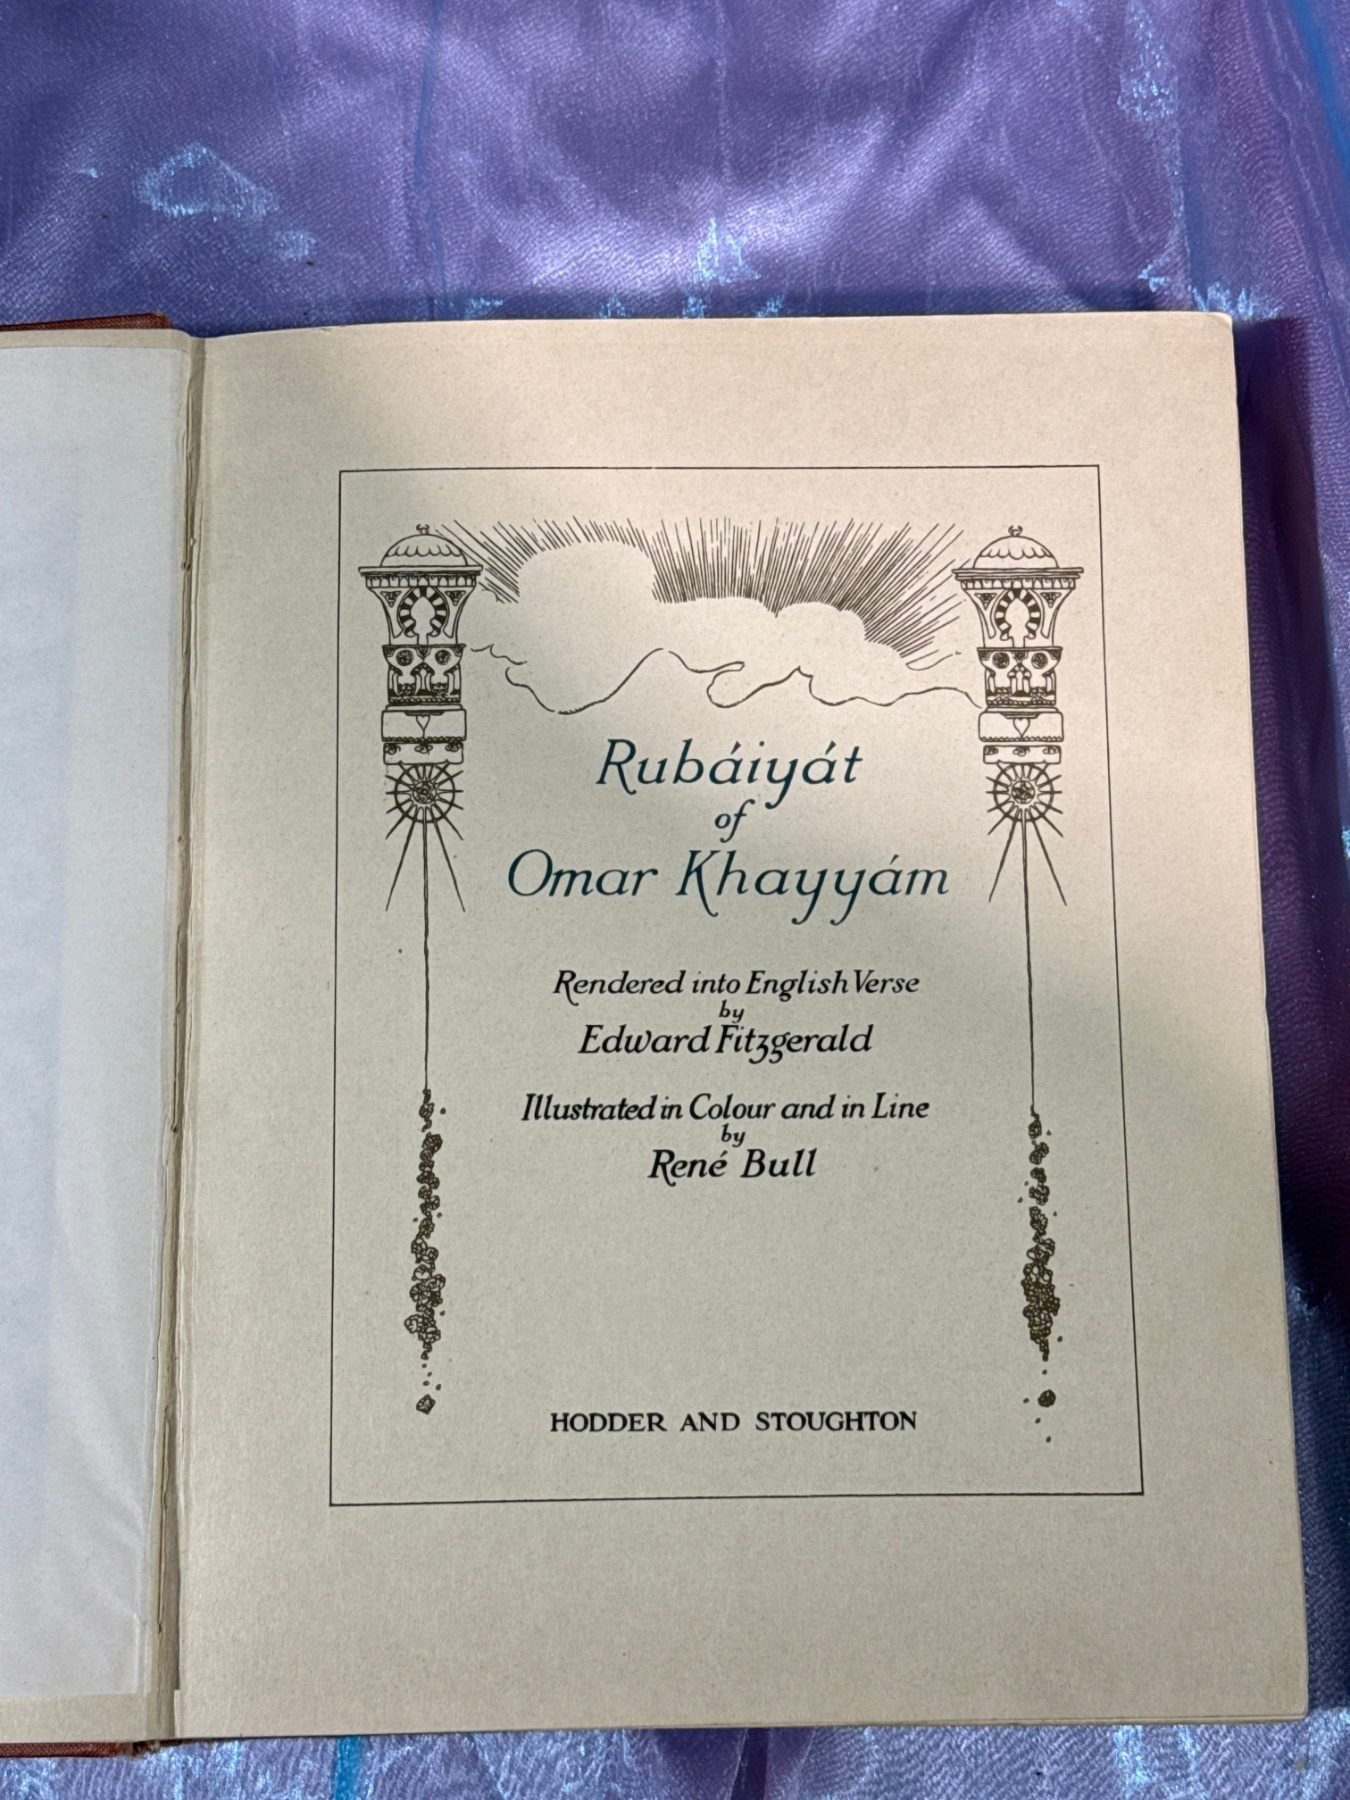 Rubáiyát
of
Omar Khayyám
Rendered into English Verse
by
Edward Fitzgerald
Illustrated in Colour and in Line
by
René Bull
HODDER AND STOUGHTON